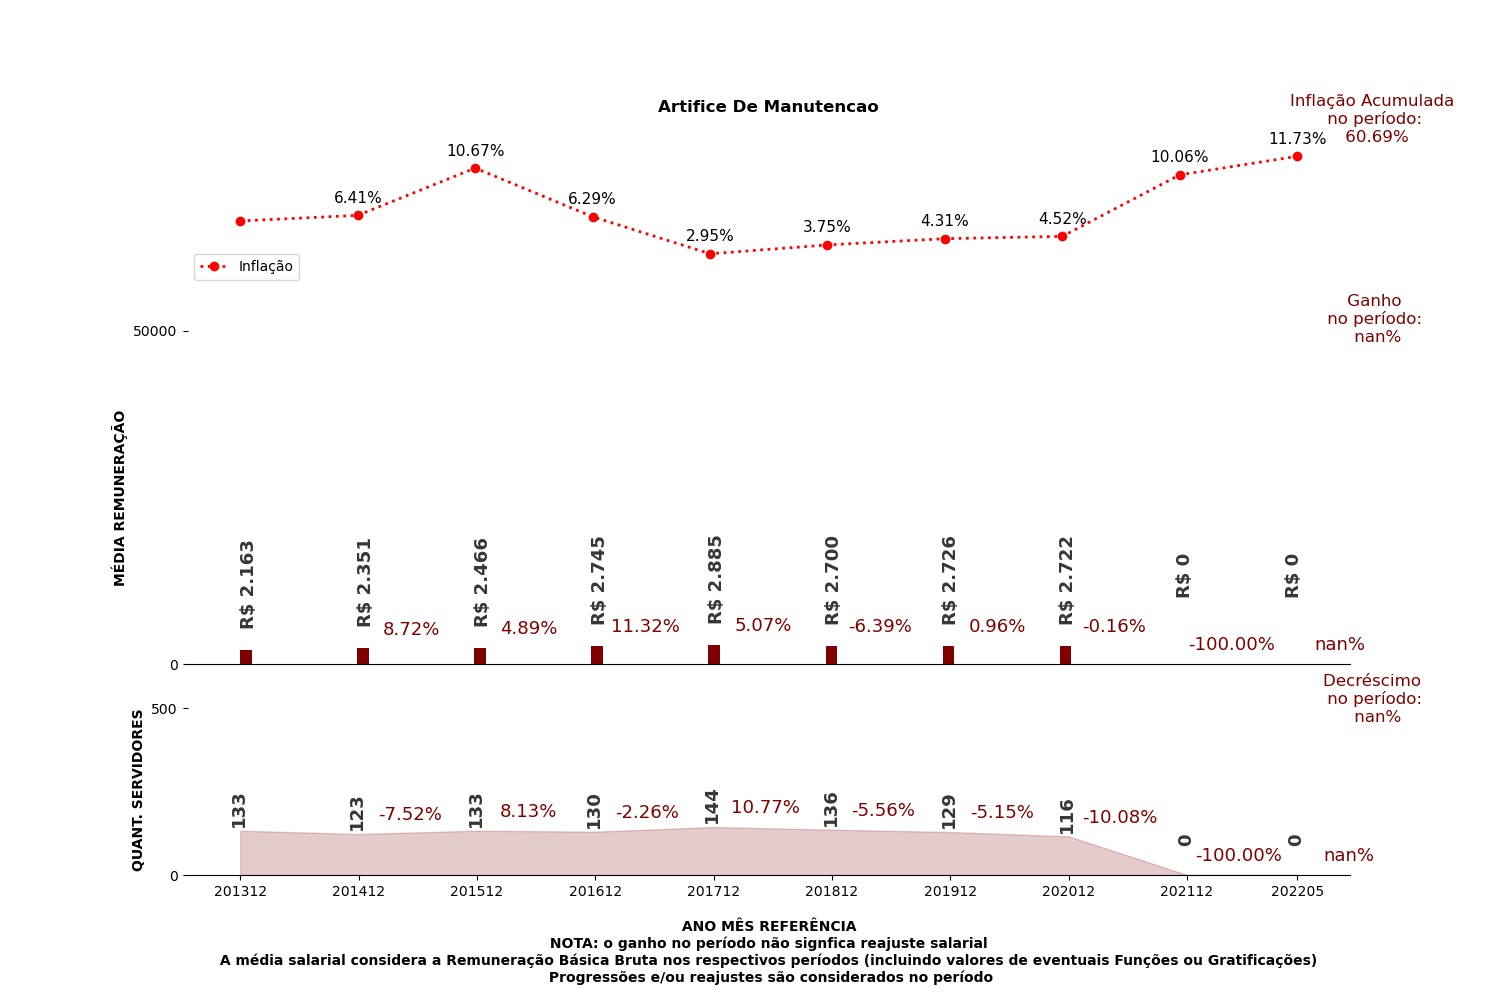 Artifice De Manutencao
Inflação Acumulada
no período:
60.69%
6.41%
10.67%
6.29%
2.95%
3.75%
4.31%
4.52%
10.06%
11.73%
Inflação
Ganho
no período:
nan%
50000
0
MÉDIA REMUNERAÇÃO
R$ 2.163
R$ 2.351
R$ 2.466
R$ 2.745
R$ 2.885
R$ 2.700
R$ 2.726
R$ 2.722
R$ 0
R$ 0
8.72%
4.89%
11.32%
5.07%
-6.39%
0.96%
-0.16%
-100.00%
nan%
Decréscimo
no período:
nan%
500
0
QUANT. SERVIDORES
133
123
133
130
144
136
129
116
0
0
-7.52%
8.13%
-2.26%
10.77%
-5.56%
-5.15%
-10.08%
-100.00%
nan%
201312
201412
201512
201612
201712
201812
201912
202012
202112
202205
ANO MÊS REFERÊNCIA
NOTA: o ganho no período não signfica reajuste salarial
A média salarial considera a Remuneração Básica Bruta nos respectivos períodos (incluindo valores de eventuais Funções ou Gratificações)
Progressões e/ou reajustes são considerados no período